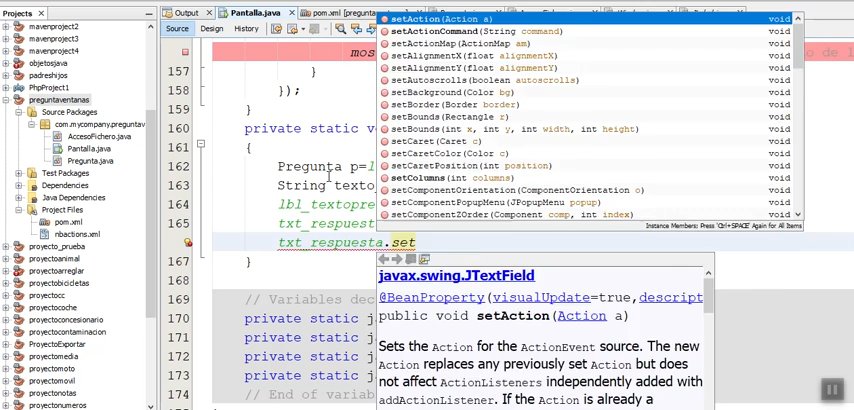 Projects
mavenproject2
mavenproject3
mavenproject4
objetosjava
padreshijos
PhpProject1
preguntaventanas
Source Packages
com.mycompany.preguntav
AccesoFichero.java
Pantalla.java
Pregunta.java
Test Packages
Dependencies
Java Dependencies
Project Files
pom.xml
nbactions.xml
proyecto_prueba
proyectoanimal
proyectoarreglar
proyectobicicletas
proyectocc
proyectococche
proyectoconcesionario
proyectocontaminacion
ProyectoExportar
proyectomedia
proyectomoto
proyectomovil
proyectonotas
proyectonumeros
Output
Pantalla.java
pom.xml [pregunta
Source
Design
History
mos
157 }
158 });
159 }
160 private static v
161 {
162 Pregunta p=l
163 String texto
164 lbl_textopre
165 txt_respuest
txt_respuesta.set
167 }
168
169 // Variables dec
170 private static j
171 private static j
172 private static j
173 private static j
174 // End of variab
setAction(Action a) void
setActionCommand(String command) void
setActionMap(ActionMap am) void
setAlignmentX(float alignmentX) void
setAlignmentY(float alignmentY) void
setAutoscrolls(boolean autoscrolls) void
setBackground(Color bg) void
setBorder(Border border) void
setBounds(Rectangle r) void
setBounds(int x, int y, int width, int height) void
setCaret(Caret c) void
setCaretColor(Color c) void
setCaretPosition(int position) void
setColumns(int columns) void
setComponentOrientation(ComponentOrientation o) void
setComponentPopupMenu(JPopupMenu popup) void
setComponentZOrder(Component comp, int index) void
Instance Members: Press 'Ctrl+SPACE' Again for All Items
javax.swing.JTextField
@BeanProperty(visualUpdate=true,descript
public void setAction(Action a)
Sets the Action for the ActionEvent source. The new
Action replaces any previously set Action but does
not affect ActionListeners independently added with
addActionListener. If the Action is already a